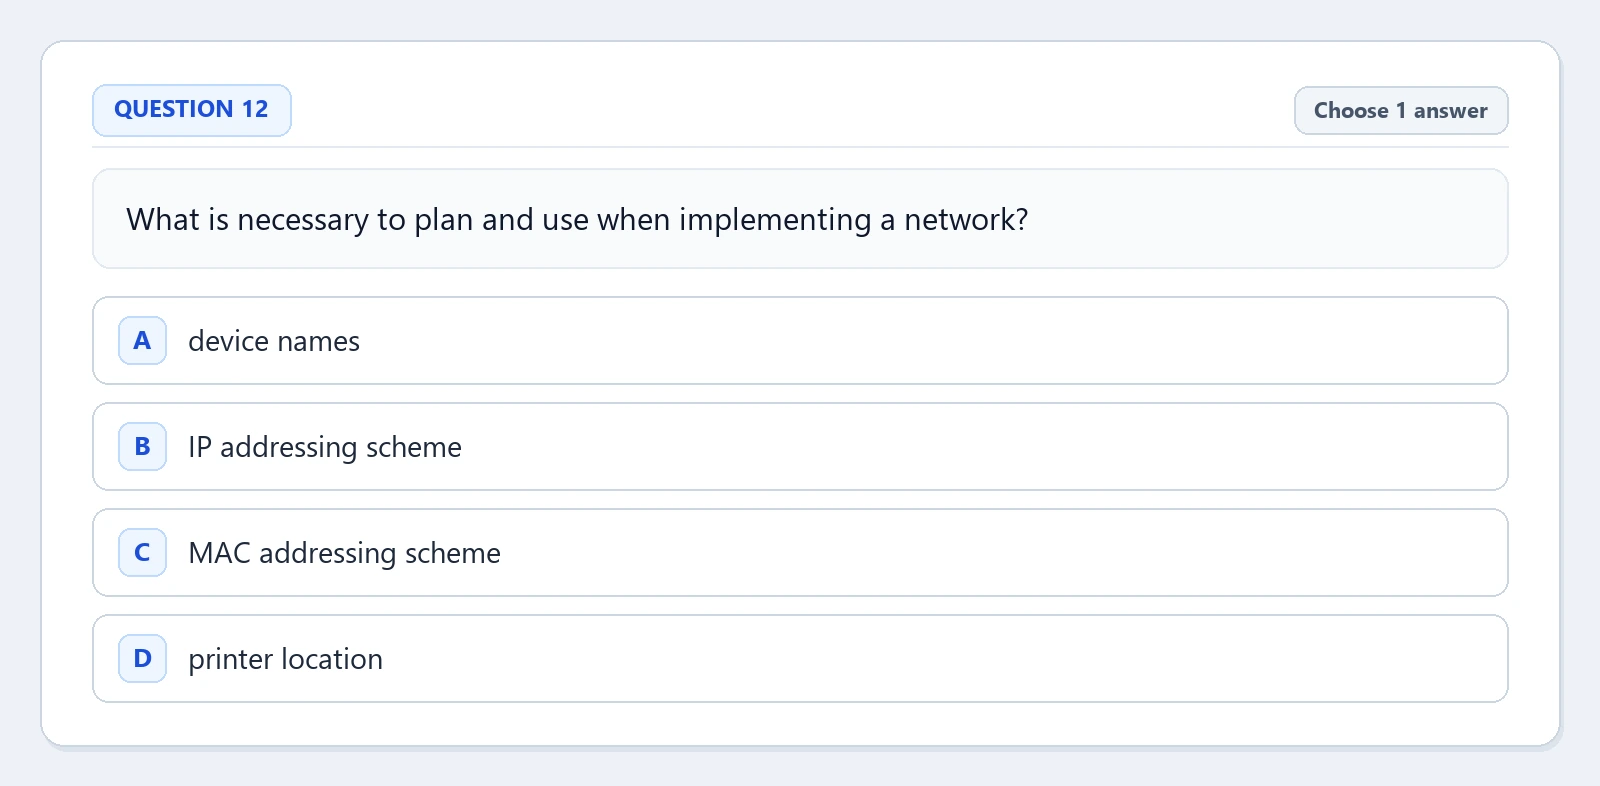 QUESTION 12
Choose 1 answer
What is necessary to plan and use when implementing a network?
A device names
B IP addressing scheme
C MAC addressing scheme
D printer location